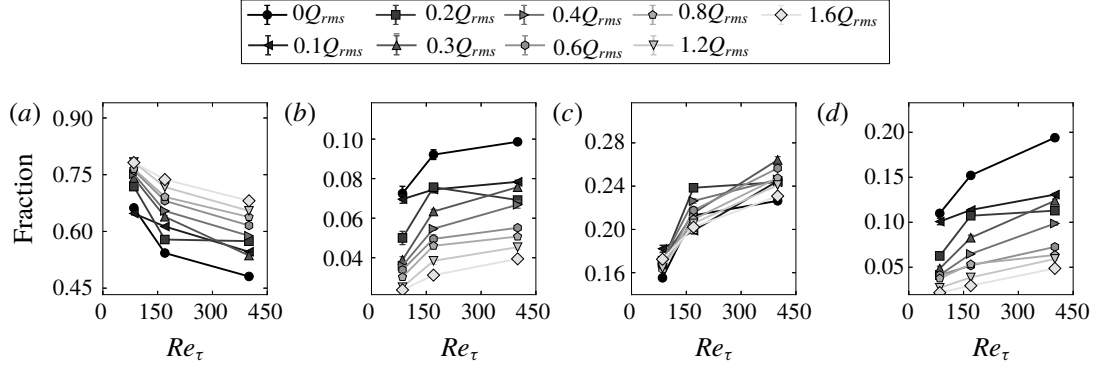 0Q_rms 0.2Q_rms 0.4Q_rms 0.8Q_rms 1.6Q_rms
0.1Q_rms 0.3Q_rms 0.6Q_rms 1.2Q_rms
(a) (b) (c) (d)
Fraction
0.90
0.75
0.60
0.45
0 150 300 450
Re_τ
0.10
0.08
0.06
0.04
0 150 300 450
Re_τ
0.28
0.24
0.20
0.16
0 150 300 450
Re_τ
0.20
0.15
0.10
0.05
0 150 300 450
Re_τ